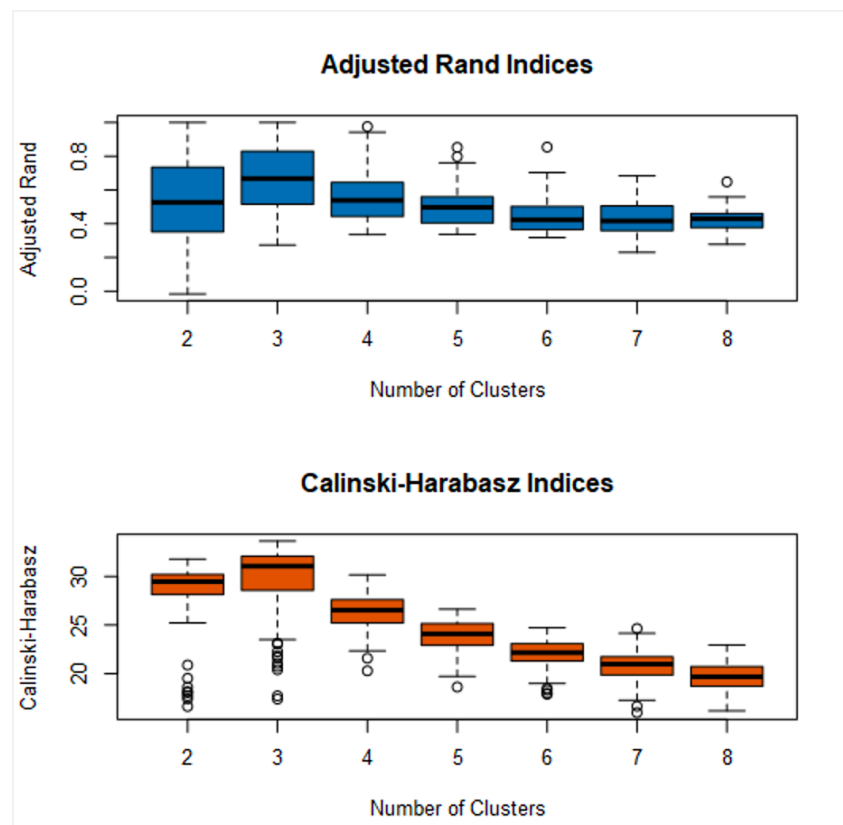 Adjusted Rand Indices
Adjusted Rand
0.8
0.4
0.0
2 3 4 5 6 7 8
Number of Clusters
Calinski-Harabasz Indices
Calinski-Harabasz
30
25
20
2 3 4 5 6 7 8
Number of Clusters